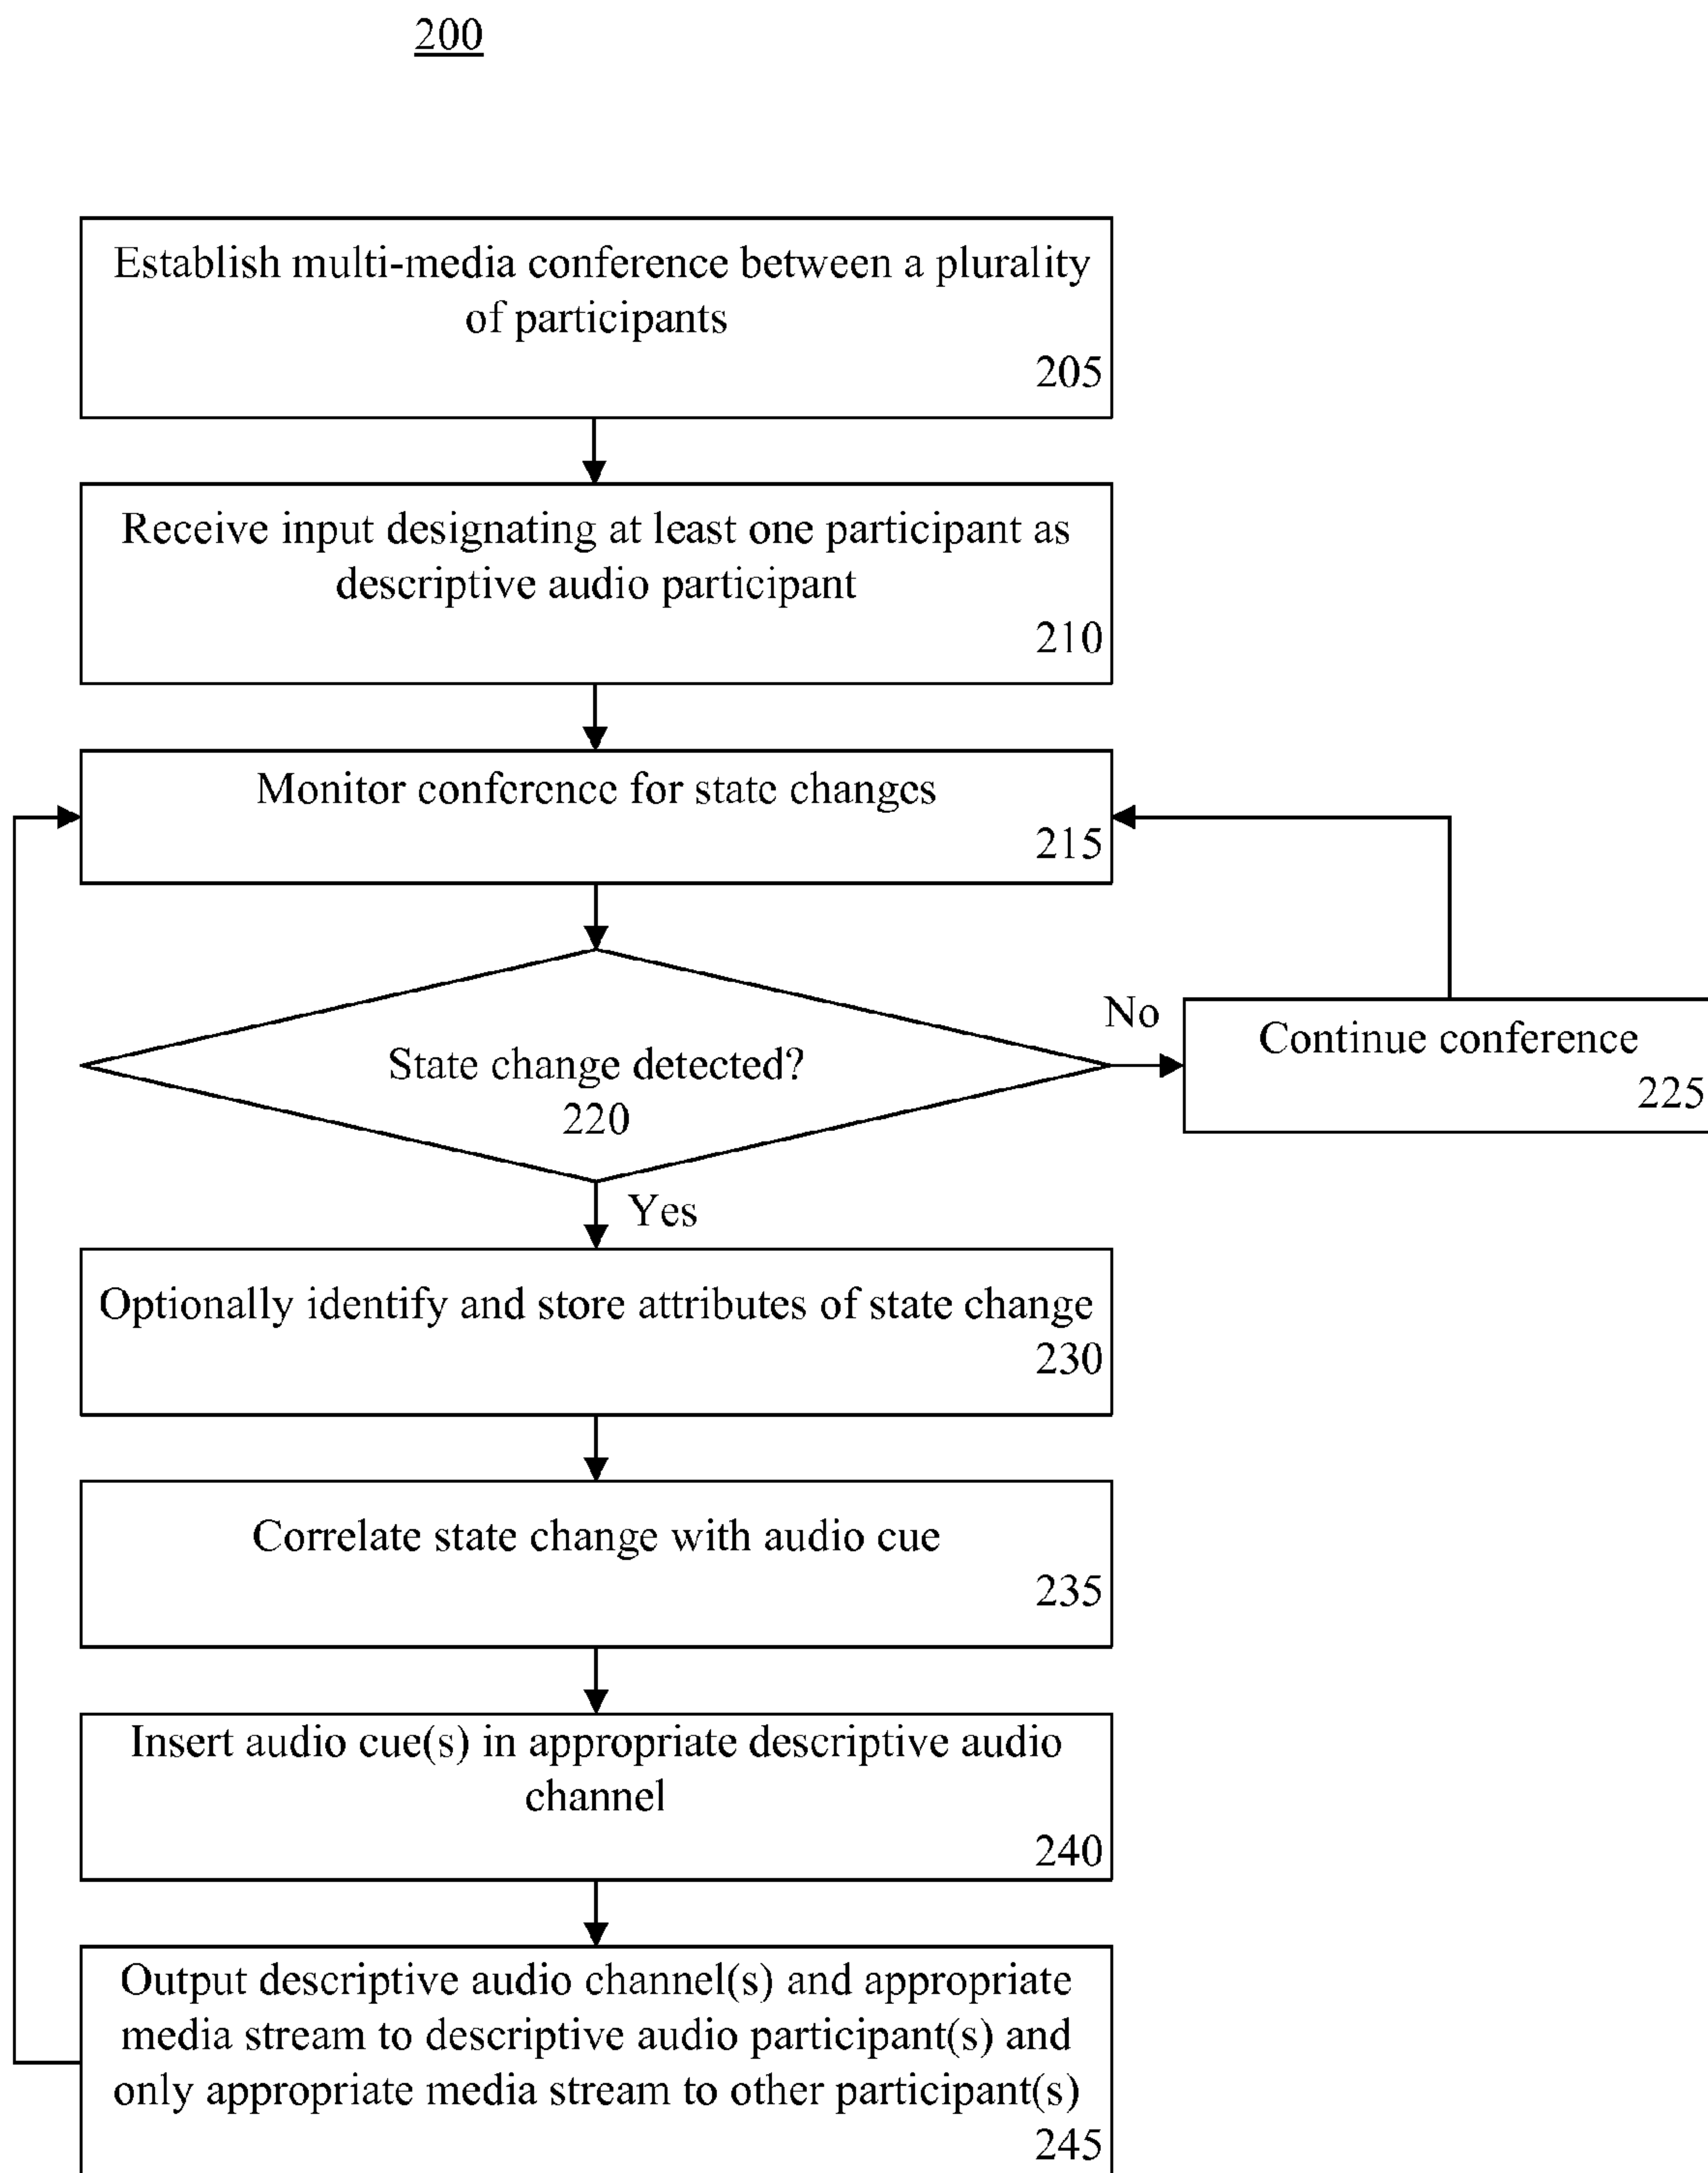 200
Establish multi-media conference between a plurality
of participants
205
Receive input designating at least one participant as
descriptive audio participant
210
Monitor conference for state changes
215
State change detected?
220
No
Continue conference
225
Yes
Optionally identify and store attributes of state change
230
Correlate state change with audio cue
235
Insert audio cue(s) in appropriate descriptive audio
channel
240
Output descriptive audio channel(s) and appropriate
media stream to descriptive audio participant(s) and
only appropriate media stream to other participant(s)
245